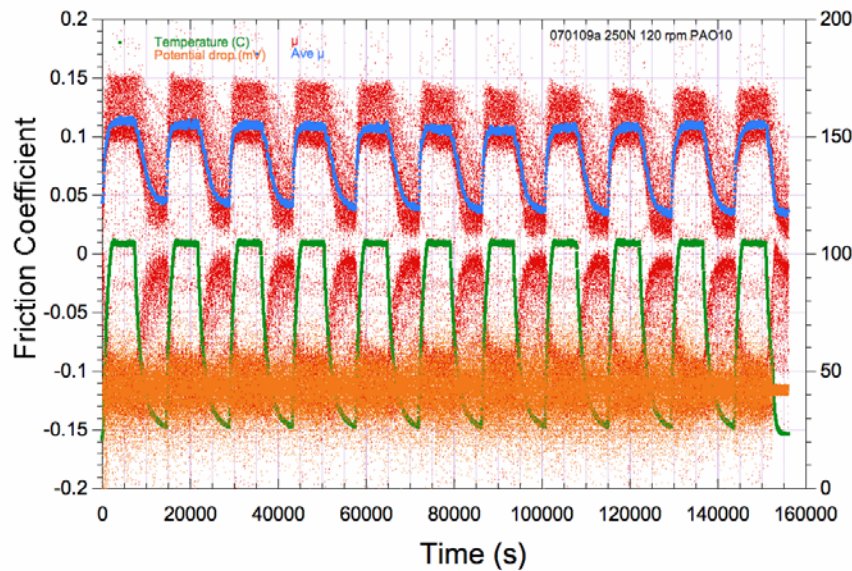 Temperature (C) μ
Potential drop (mV) Ave μ
070109a 250N 120 rpm PAO10
Friction Coefficient
0.2
0.15
0.1
0.05
0
-0.05
-0.1
-0.15
-0.2
200
150
100
50
0
0 20000 40000 60000 80000 100000 120000 140000 160000
Time (s)